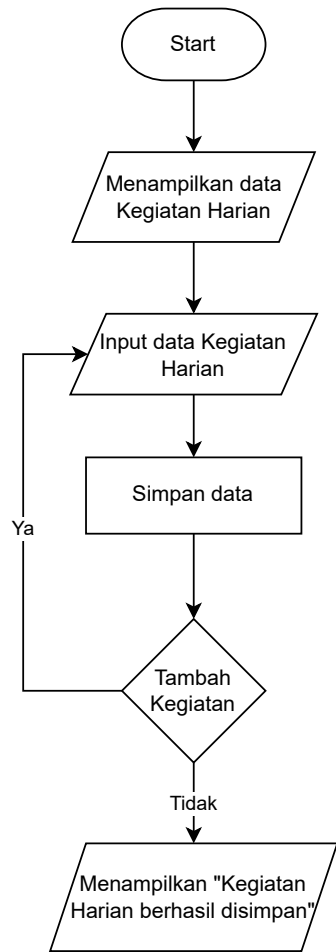 Start
Menampilkan data
Kegiatan Harian
Input data Kegiatan
Harian
Simpan data
Ya
Tambah
Kegiatan
Tidak
Menampilkan "Kegiatan
Harian berhasil disimpan"